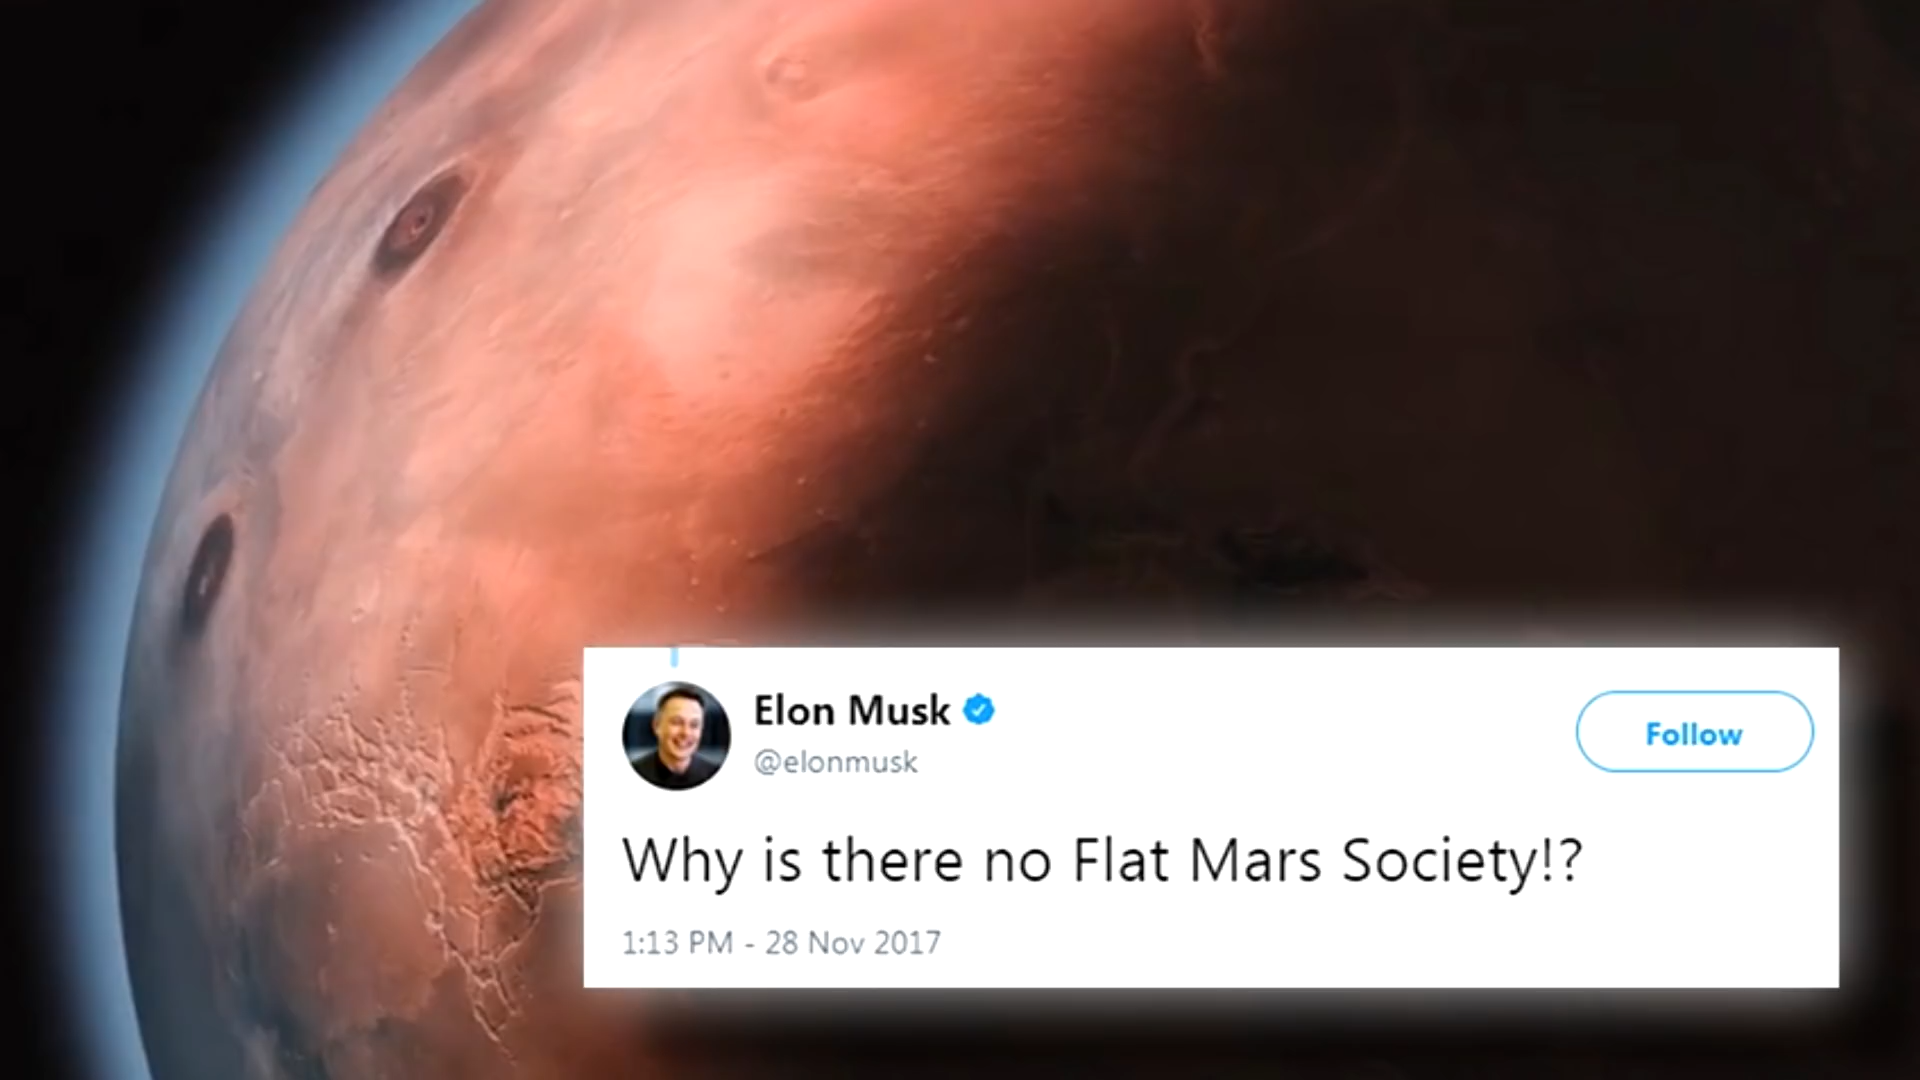 Elon Musk
@elonmusk
Follow
Why is there no Flat Mars Society!?
1:13 PM - 28 Nov 2017